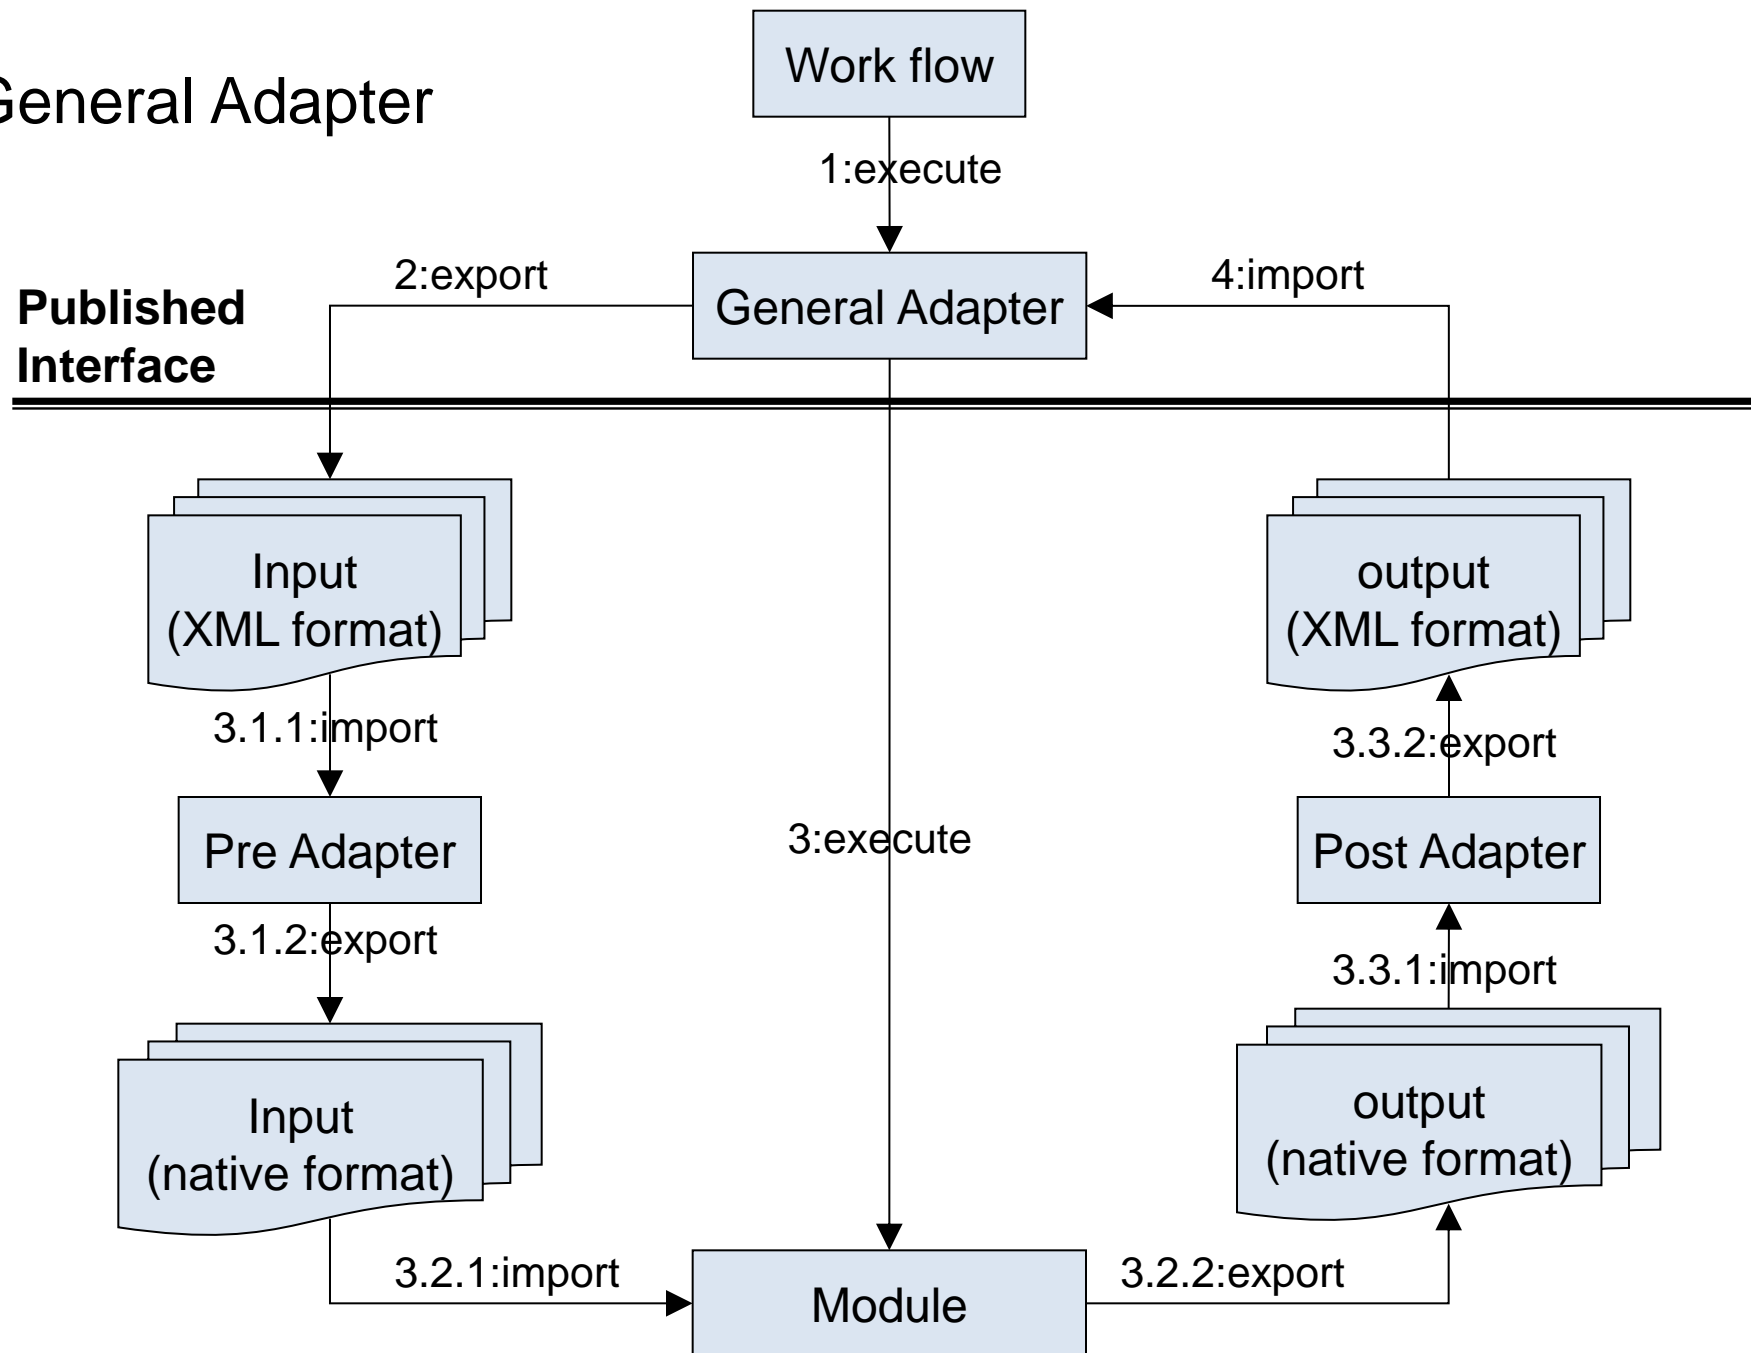 Work flow
General Adapter
1:execute
2:export
4:import
Published
Interface
General Adapter
Input
(XML format)
output
(XML format)
3.1.1:import
3.3.2:export
Pre Adapter
3:execute
Post Adapter
3.1.2:export
3.3.1:import
Input
(native format)
output
(native format)
3.2.1:import
3.2.2:export
Module